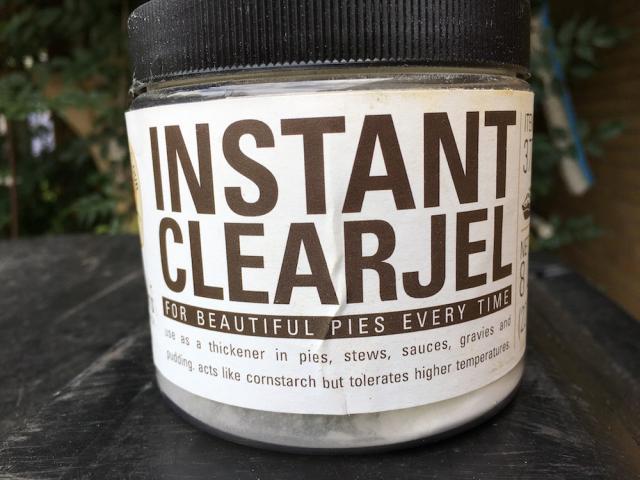 INSTANT
CLEARJEL
FOR BEAUTIFUL PIES EVERY TIME
use as a thickener in pies, stews, sauces, gravies and
pudding. acts like cornstarch but tolerates higher temperatures.